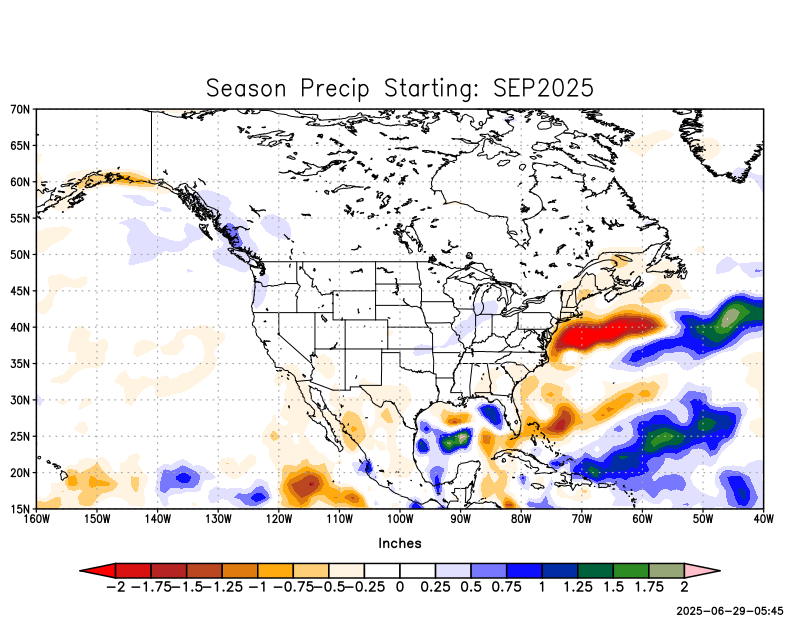 Season Precip Starting: SEP2025
70N
65N
60N
55N
50N
45N
40N
35N
30N
25N
20N
15N
160W 150W 140W 130W 120W 110W 100W 90W 80W 70W 60W 50W 40W
Inches
−2 −1.75 −1.5 −1.25 −1 −0.75 −0.5 −0.25 0 0.25 0.5 0.75 1 1.25 1.5 1.75 2
2025−06−29−05:45